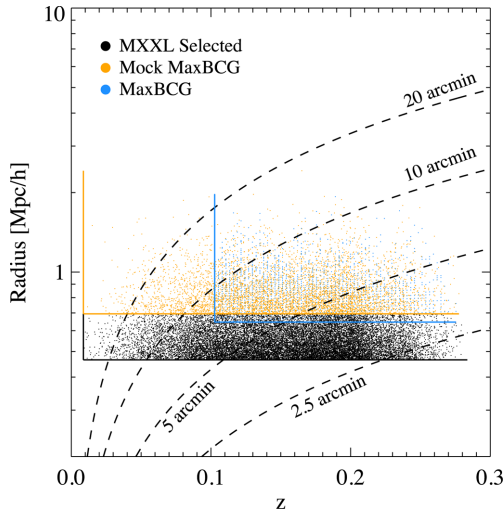 10
MXXL Selected
Mock MaxBCG
MaxBCG
20 arcmin
10 arcmin
Radius [Mpc/h]
1
5 arcmin
2.5 arcmin
0.0 0.1 0.2 0.3
z